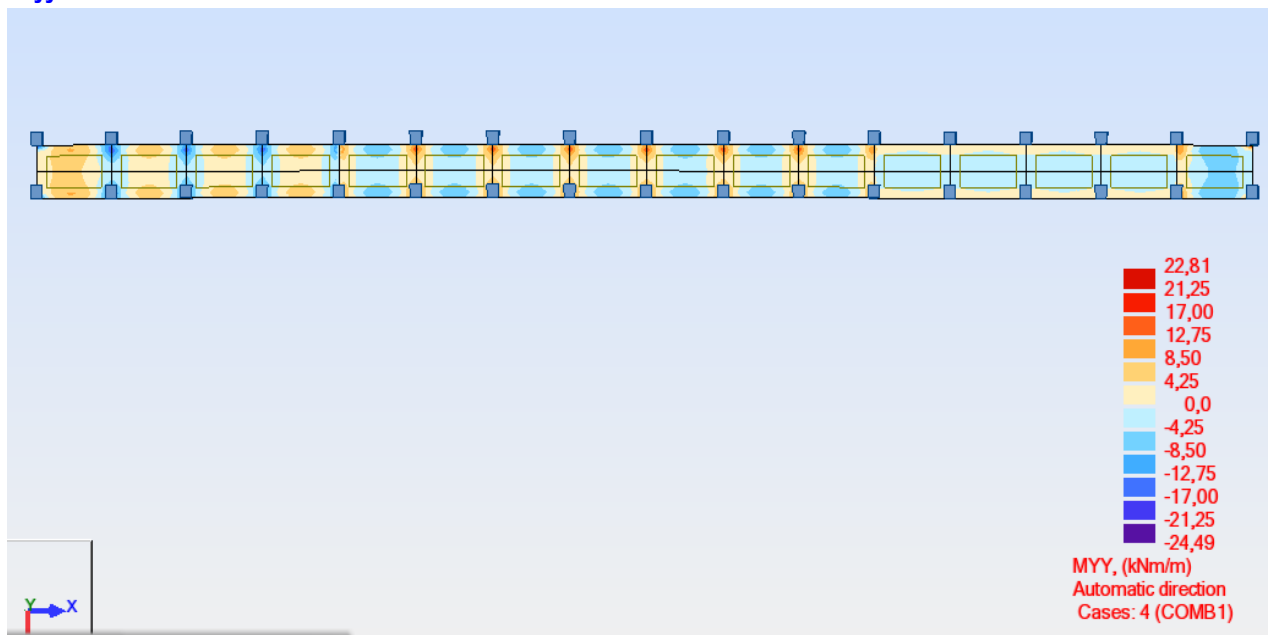 22,81
21,25
17,00
12,75
8,50
4,25
0,0
-4,25
-8,50
-12,75
-17,00
-21,25
-24,49
MYY, (kNm/m)
Automatic direction
Cases: 4 (COMB1)
Y
X